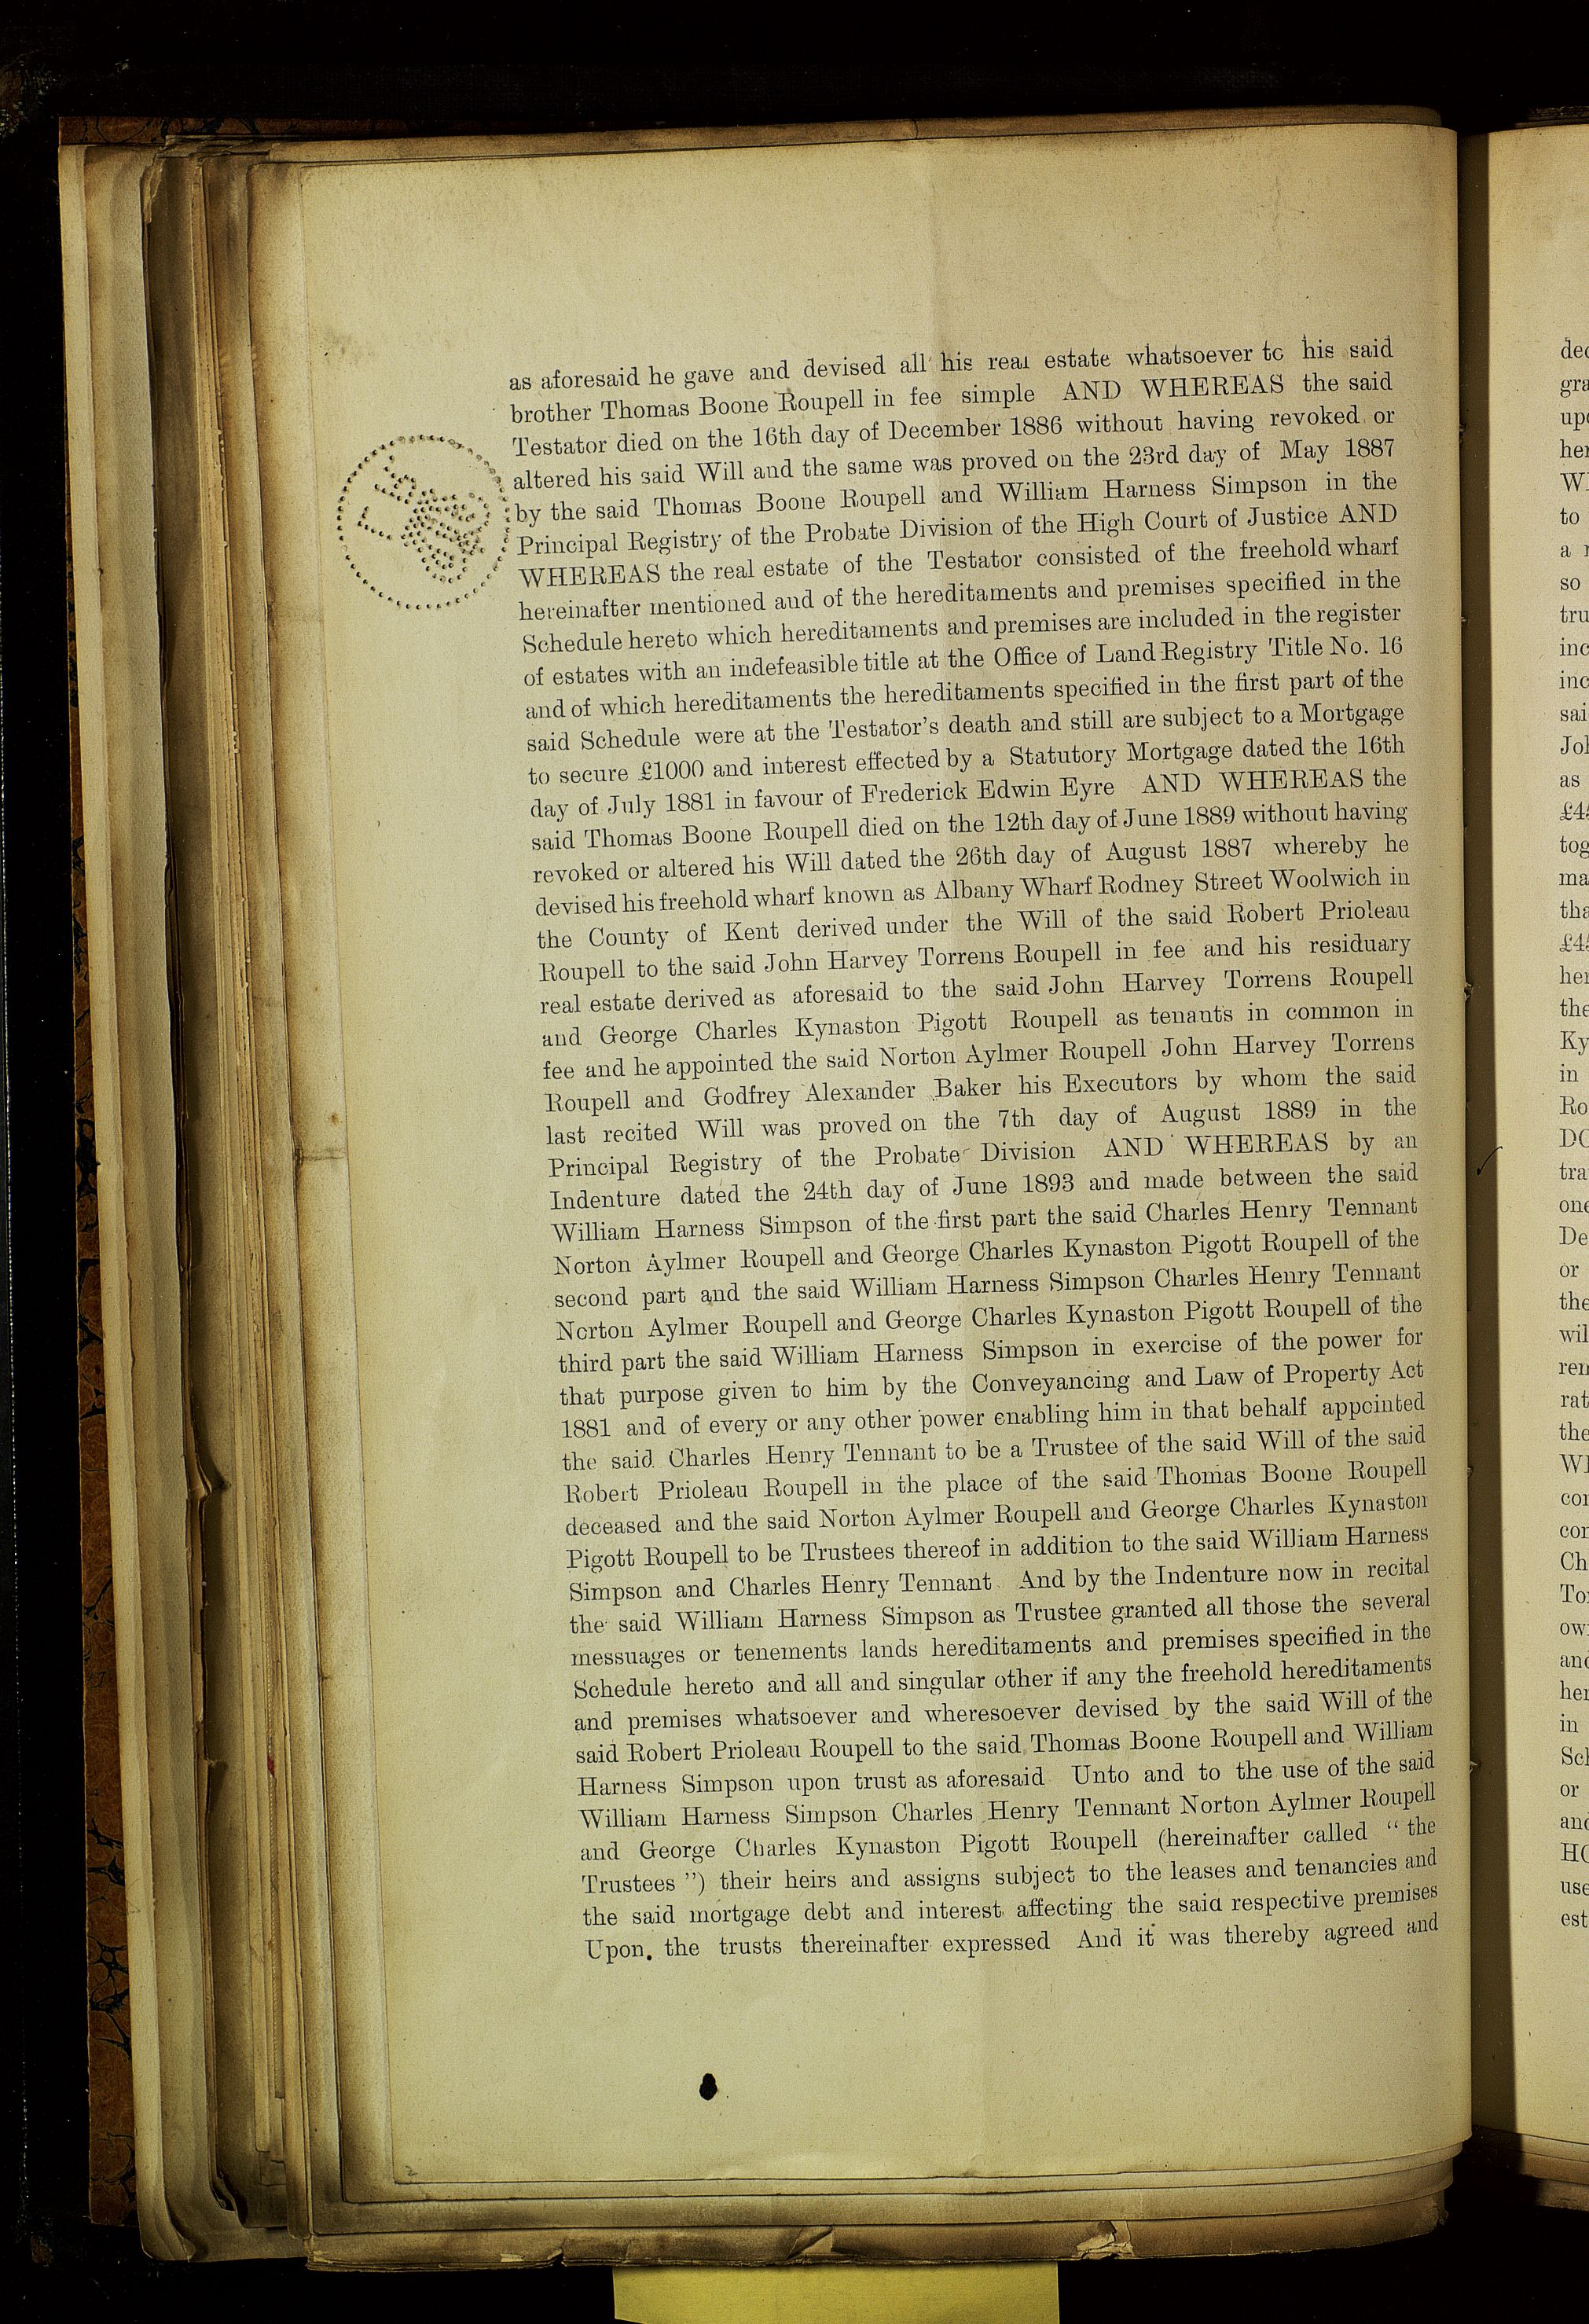 as aforesaid he gave and devised all his real estate whatsoever to his said
brother Thomas Boone Roupell in fee simple AND WHEREAS the said
Testator died on the 16th day of December 1886 without having revoked or
altered his said Will and the same was proved on the 23rd day of May 1887
by the said Thomas Boone Roupell and William Harness Simpson in the
Principal Registry of the Probate Division of the High Court of Justice AND
WHEREAS the real estate of the Testator consisted of the freehold wharf
hereinafter mentioned aud of the hereditaments and premises specified in the
Schedule hereto which hereditaments and premises are included in the register
of estates with an indefeasible title at the Office of Land Registry Title No. 16
and of which hereditaments the hereditaments specified in the first part of the
said Schedule were at the Testator's death and still are subject to a Mortgage
to secure £1000 and interest effected by a Statutory Mortgage dated the 16th
day of July 1881 in favour of Frederick Edwin Eyre AND WHEREAS the
said Thomas Boone Roupell died on the 12th day of June 1889 without having
revoked or altered his Will dated the 26th day of August 1887 whereby he
devised his freehold wharf known as Albany Wharf Rodney Street Woolwich in
the County of Kent derived under the Will of the said Robert Prioleau
Roupell to the said John Harvey Torrens Roupell in fee and his residuary
real estate derived as aforesaid to the said John Harvey Torrens Roupell
and George Charles Kynaston Pigott Roupell as tenants in common in
fee and he appointed the said Norton Aylmer Roupell John Harvey Torrens
Roupell and Godfrey Alexander Baker his Executors by whom the said
last recited Will was proved on the 7th day of August 1889 in the
Principal Registry of the Probate Division AND WHEREAS by an
Indenture dated the 24th day of June 1893 and made between the said
William Harness Simpson of the first part the said Charles Henry Tennant
Norton Aylmer Roupell and George Charles Kynaston Pigott Roupell of the
second part and the said William Harness Simpson Charles Henry Tennant
Norton Aylmer Roupell and George Charles Kynaston Pigott Roupell of the
third part the said William Harness Simpson in exercise of the power for
that purpose given to him by the Conveyancing and Law of Property Act
1881 and of every or any other power enabling him in that behalf appointed
the said Charles Henry Tennant to be a Trustee of the said Will of the said
Robert Prioleau Roupell in the place of the said Thomas Boone Roupell
deceased and the said Norton Aylmer Roupell and George Charles Kynaston
Pigott Roupell to be Trustees thereof in addition to the said William Harness
Simpson and Charles Henry Tennant And by the Indenture now in recital
the said William Harness Simpson as Trustee granted all those the several
messuages or tenements lands hereditaments and premises specified in the
Schedule hereto and all and singular other if any the freehold hereditaments
and premises whatsoever and wheresoever devised by the said Will of the
said Robert Prioleau Roupell to the said Thomas Boone Roupell and William
Harness Simpson upon trust as aforesaid Unto and to the use of the said
William Harness Simpson Charles Henry Tennant Norton Aylmer Roupell
and George Charles Kynaston Pigott Roupell (hereinafter called "the
Trustees") their heirs and assigns subject to the leases and tenancies and
the said mortgage debt and interest affecting the said respective premises
Upon the trusts thereinafter expressed And it was thereby agreed and